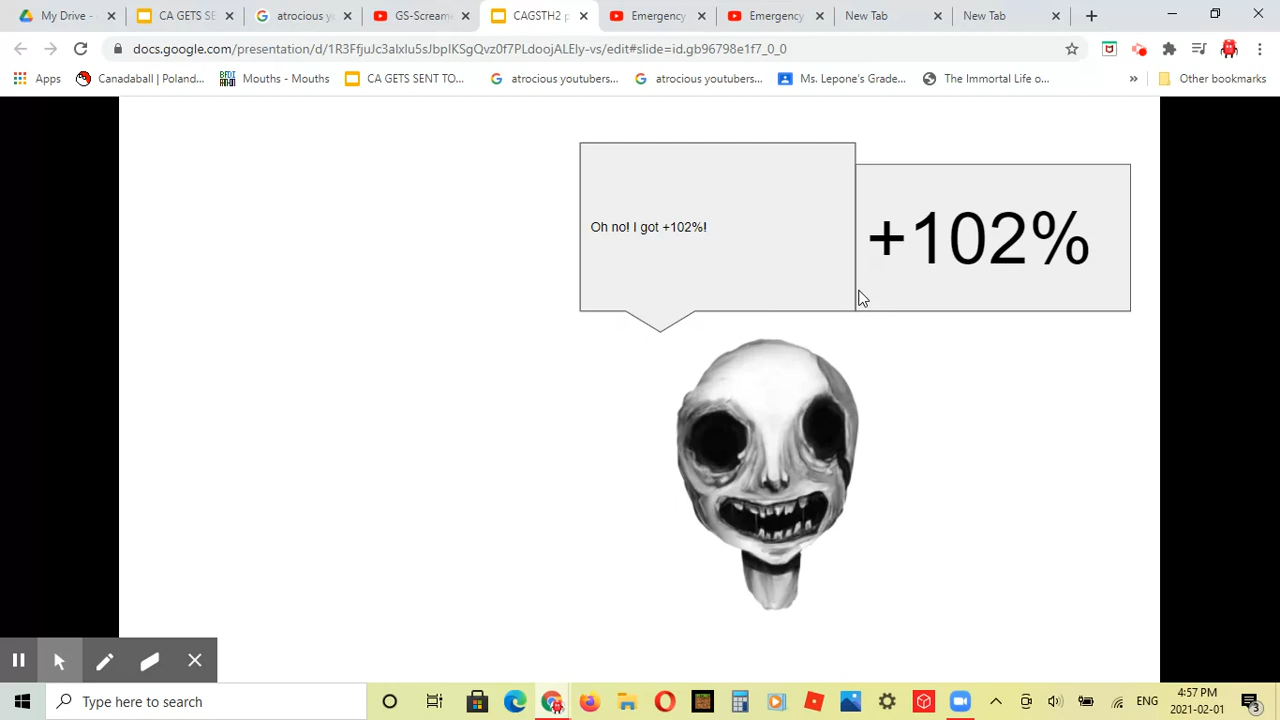 My Drive -
CA GETS SE
atrocious yo
GS-Scream
CAGSTH2 p
Emergency
Emergency
New Tab
New Tab
docs.google.com/presentation/d/1R3FfjuJc3alxlu5sJbpIKSgQvz0f7PLdoojALEly-vs/edit#slide=id.gb96798e1f7_0_0
Apps
Canadaball | Poland...
BFDI
Mouths - Mouths
CA GETS SENT TO...
atrocious youtubers...
atrocious youtubers...
Ms. Lepone's Grade...
The Immortal Life o...
»
Other bookmarks
Oh no! I got +102%!
+102%
Type here to search
ENG
4:57 PM
2021-02-01
3